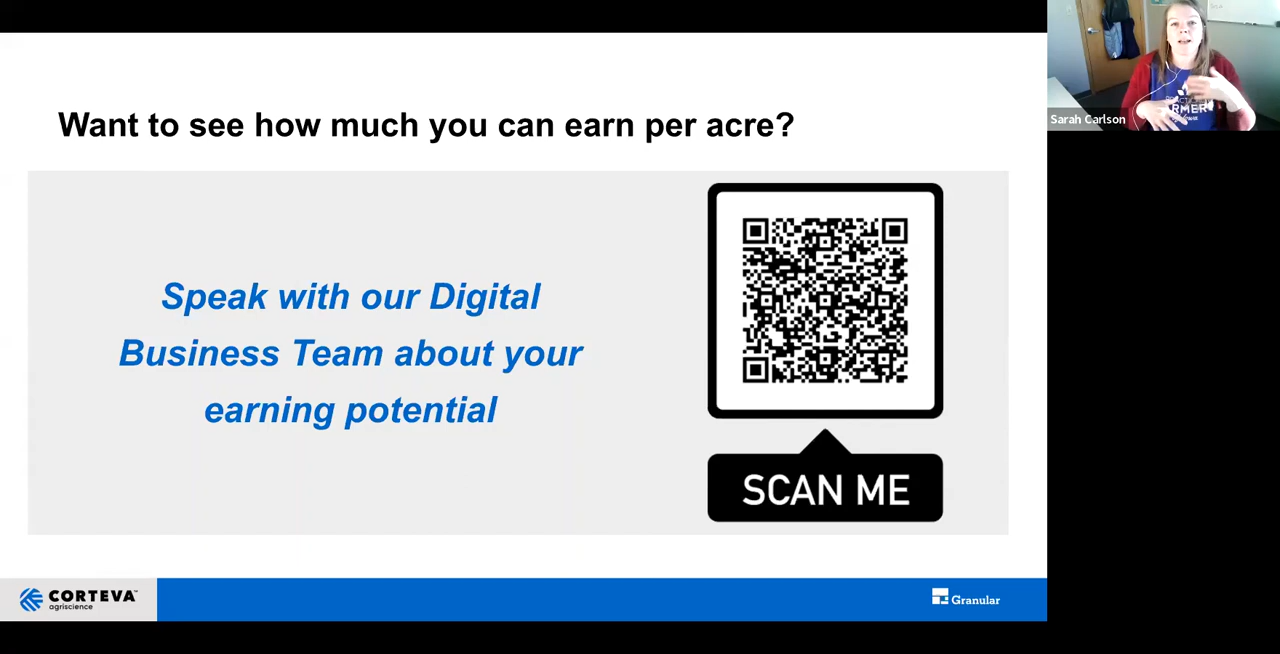 Want to see how much you can earn per acre?
Speak with our Digital
Business Team about your
earning potential
SCAN ME
CORTEVA™
agriscience
Granular
Sarah Carlson